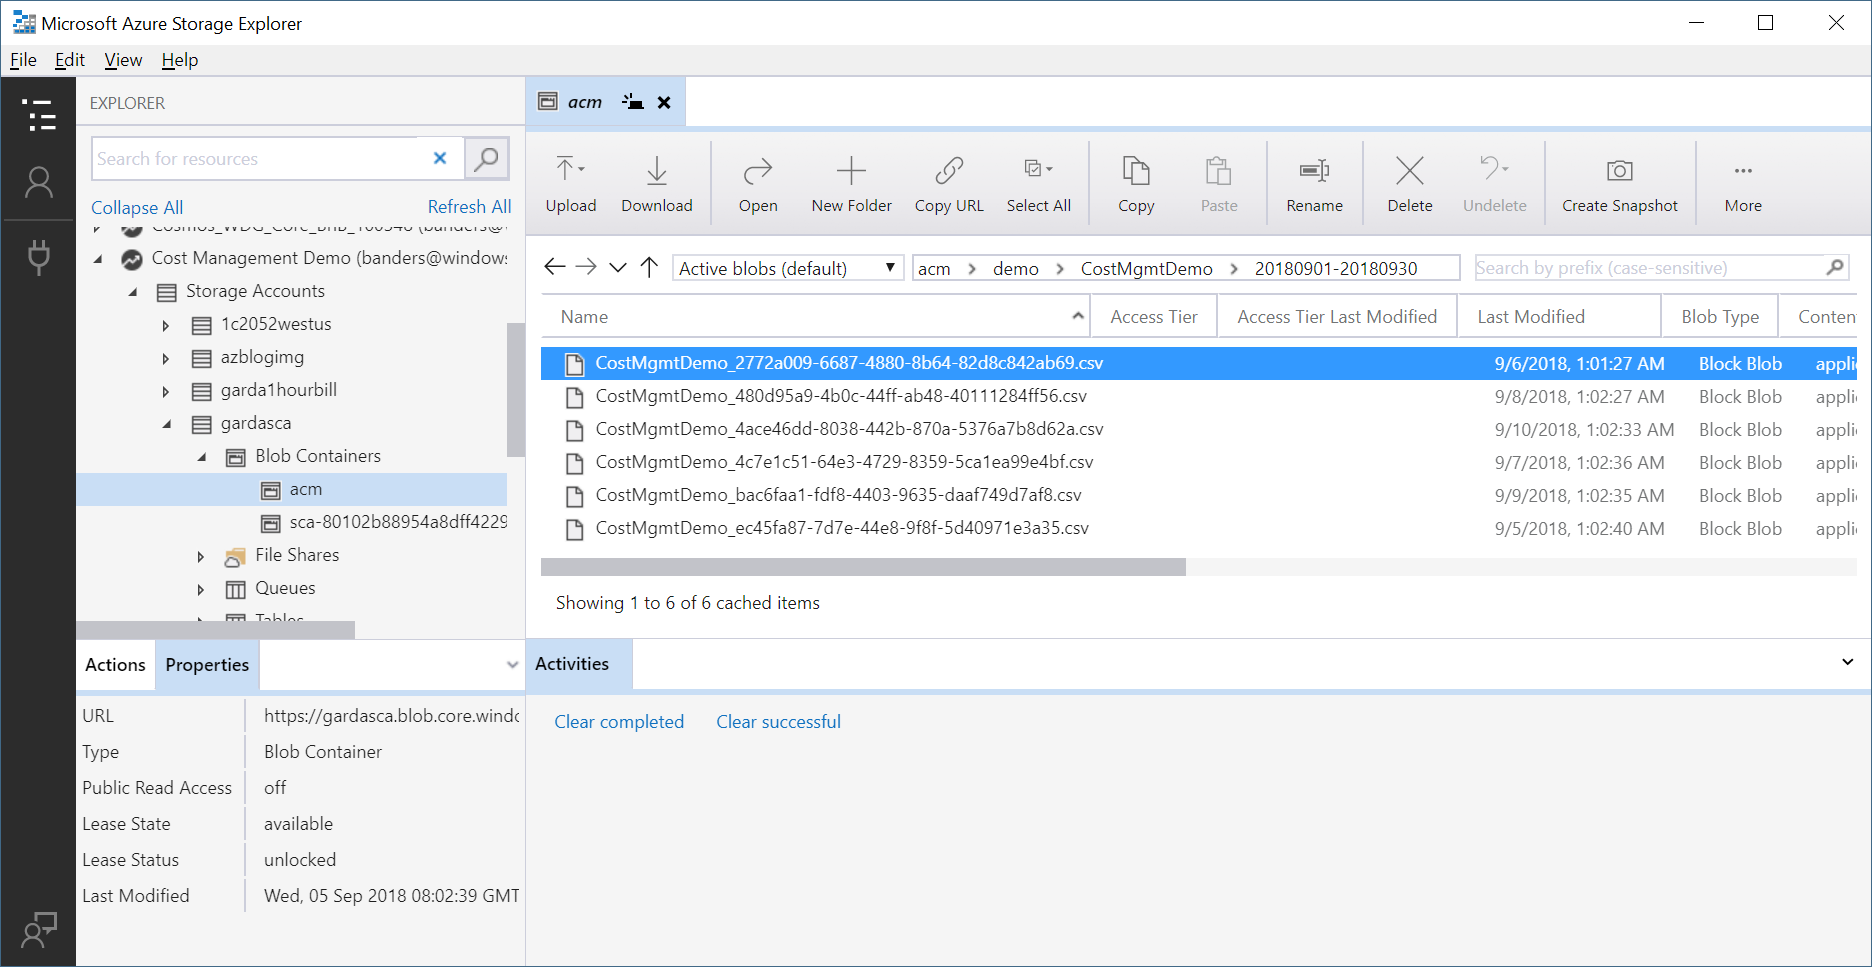 Microsoft Azure Storage Explorer
File Edit View Help
EXPLORER
Search for resources
Collapse All Refresh All
Cost Management Demo (banders@window
Storage Accounts
1c2052westus
azblogimg
garda1hourbill
gardasca
Blob Containers
acm
sca-80102b88954a8dff4229
File Shares
Queues
Tables
Actions Properties
URL https://gardasca.blob.core.windo
Type Blob Container
Public Read Access off
Lease State available
Lease Status unlocked
Last Modified Wed, 05 Sep 2018 08:02:39 GMT
acm
Upload Download Open New Folder Copy URL Select All Copy Paste Rename Delete Undelete Create Snapshot More
Active blobs (default) acm demo CostMgmtDemo 20180901-20180930 Search by prefix (case-sensitive)
Name Access Tier Access Tier Last Modified Last Modified Blob Type Conten
CostMgmtDemo_2772a009-6687-4880-8b64-82d8c842ab69.csv 9/6/2018, 1:01:27 AM Block Blob appli
CostMgmtDemo_480d95a9-4b0c-44ff-ab48-40111284ff56.csv 9/8/2018, 1:02:27 AM Block Blob appli
CostMgmtDemo_4ace46dd-8038-442b-870a-5376a7b8d62a.csv 9/10/2018, 1:02:33 AM Block Blob appli
CostMgmtDemo_4c7e1c51-64e3-4729-8359-5ca1ea99e4bf.csv 9/7/2018, 1:02:36 AM Block Blob appli
CostMgmtDemo_bac6faa1-fdf8-4403-9635-daaf749d7af8.csv 9/9/2018, 1:02:35 AM Block Blob appli
CostMgmtDemo_ec45fa87-7d7e-44e8-9f8f-5d40971e3a35.csv 9/5/2018, 1:02:40 AM Block Blob appli
Showing 1 to 6 of 6 cached items
Activities
Clear completed Clear successful